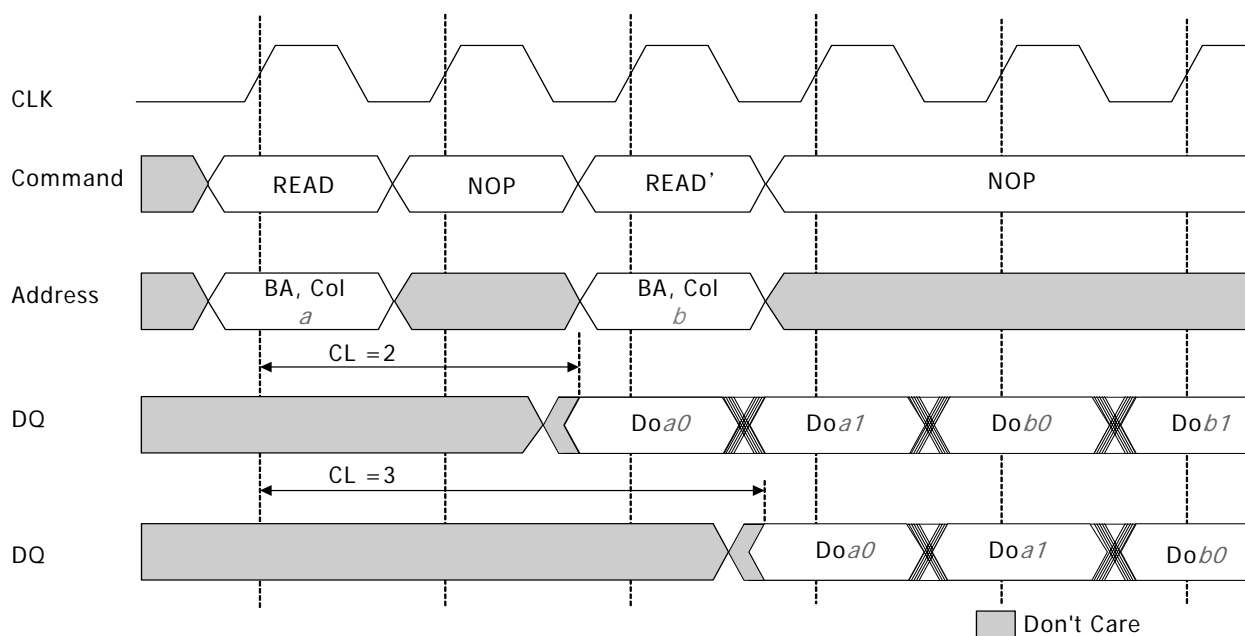 CLK
Command READ NOP READ' NOP
Address BA, Col a BA, Col b
CL =2
DQ Doa0 Doa1 Dob0 Dob1
CL =3
DQ Doa0 Doa1 Dob0
Don't Care